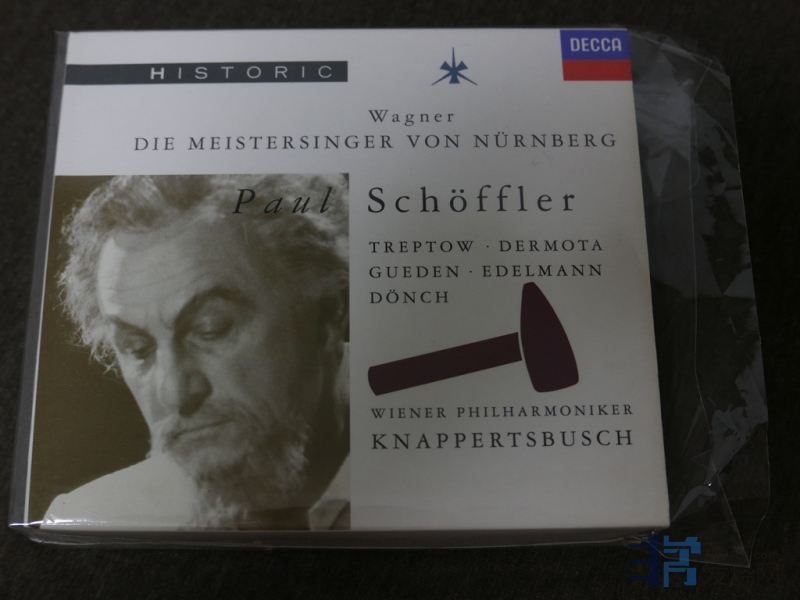 HISTORIC
DECCA
Wagner
DIE MEISTERSINGER VON NÜRNBERG
Paul Schöffler
TREPTOW · DERMOTA
GUEDEN · EDELMANN
DÖNCH
WIENER PHILHARMONIKER
KNAPPERTSBUSCH